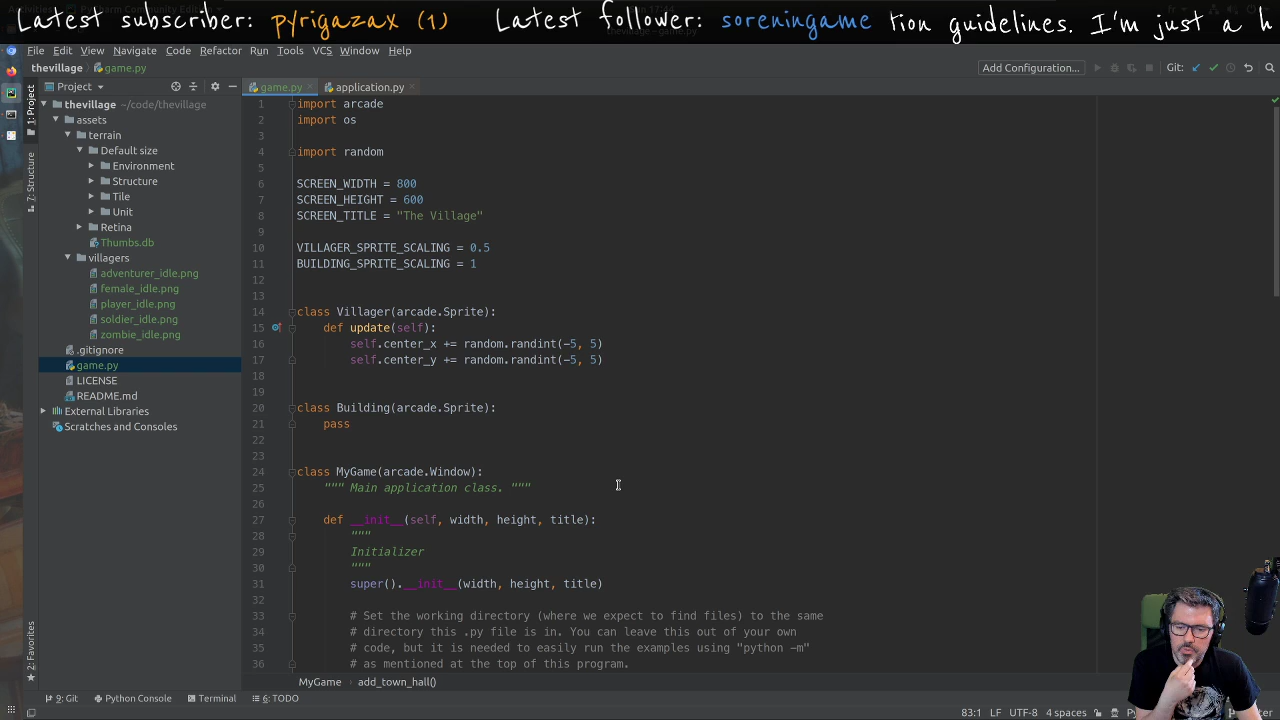 Latest subscriber: pyrigazax (1) Latest follower: soreningame tion guidelines. I'm just a h
File Edit View Navigate Code Refactor Run Tools VCS Window Help
thevillage game.py Add Configuration... Git:
Project game.py application.py
1: Project
7: Structure
2: Favorites
thevillage ~/code/thevillage
assets
terrain
Default size
Environment
Structure
Tile
Unit
Retina
Thumbs.db
villagers
adventurer_idle.png
female_idle.png
player_idle.png
soldier_idle.png
zombie_idle.png
.gitignore
game.py
LICENSE
README.md
External Libraries
Scratches and Consoles
1 import arcade
2 import os
3
4 import random
5
6 SCREEN_WIDTH = 800
7 SCREEN_HEIGHT = 600
8 SCREEN_TITLE = "The Village"
9
10 VILLAGER_SPRITE_SCALING = 0.5
11 BUILDING_SPRITE_SCALING = 1
12
13
14 class Villager(arcade.Sprite):
15 def update(self):
16 self.center_x += random.randint(-5, 5)
17 self.center_y += random.randint(-5, 5)
18
19
20 class Building(arcade.Sprite):
21 pass
22
23
24 class MyGame(arcade.Window):
25 """ Main application class. """
26
27 def __init__(self, width, height, title):
28 """
29 Initializer
30 """
31 super().__init__(width, height, title)
32
33 # Set the working directory (where we expect to find files) to the same
34 # directory this .py file is in. You can leave this out of your own
35 # code, but it is needed to easily run the examples using "python -m"
36 # as mentioned at the top of this program.
MyGame add_town_hall()
9: Git Python Console Terminal 6: TODO
83:1 LF UTF-8 4 spaces